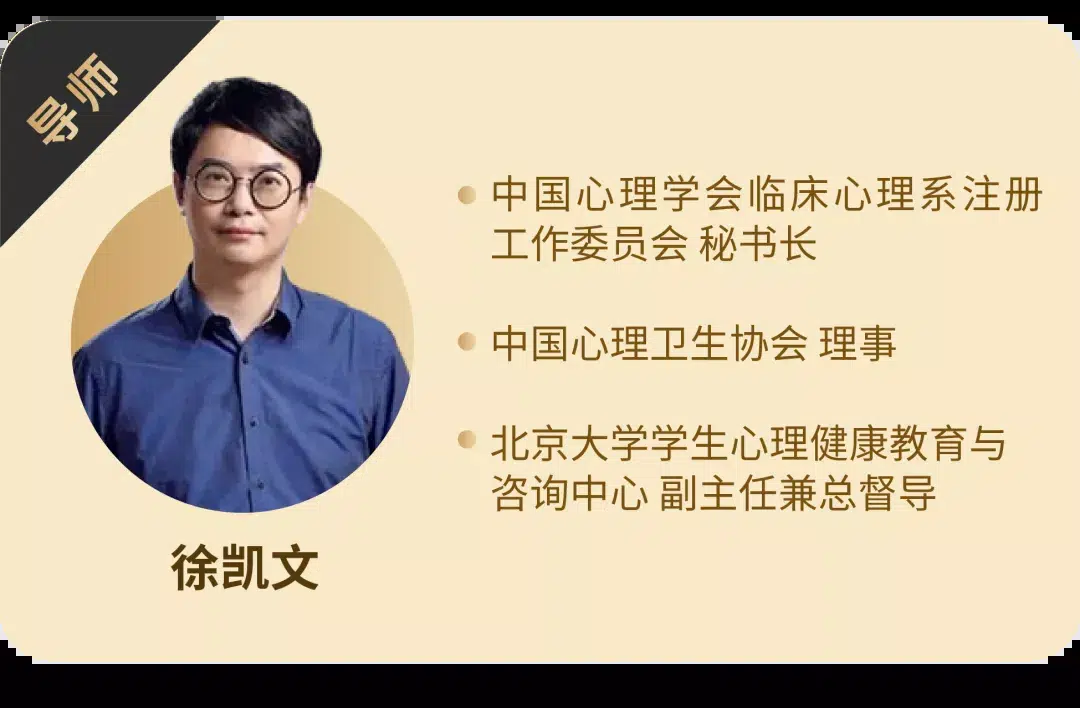 导师
中国心理学会临床心理系注册
工作委员会 秘书长
中国心理卫生协会 理事
北京大学学生心理健康教育与
咨询中心 副主任兼总督导
徐凯文